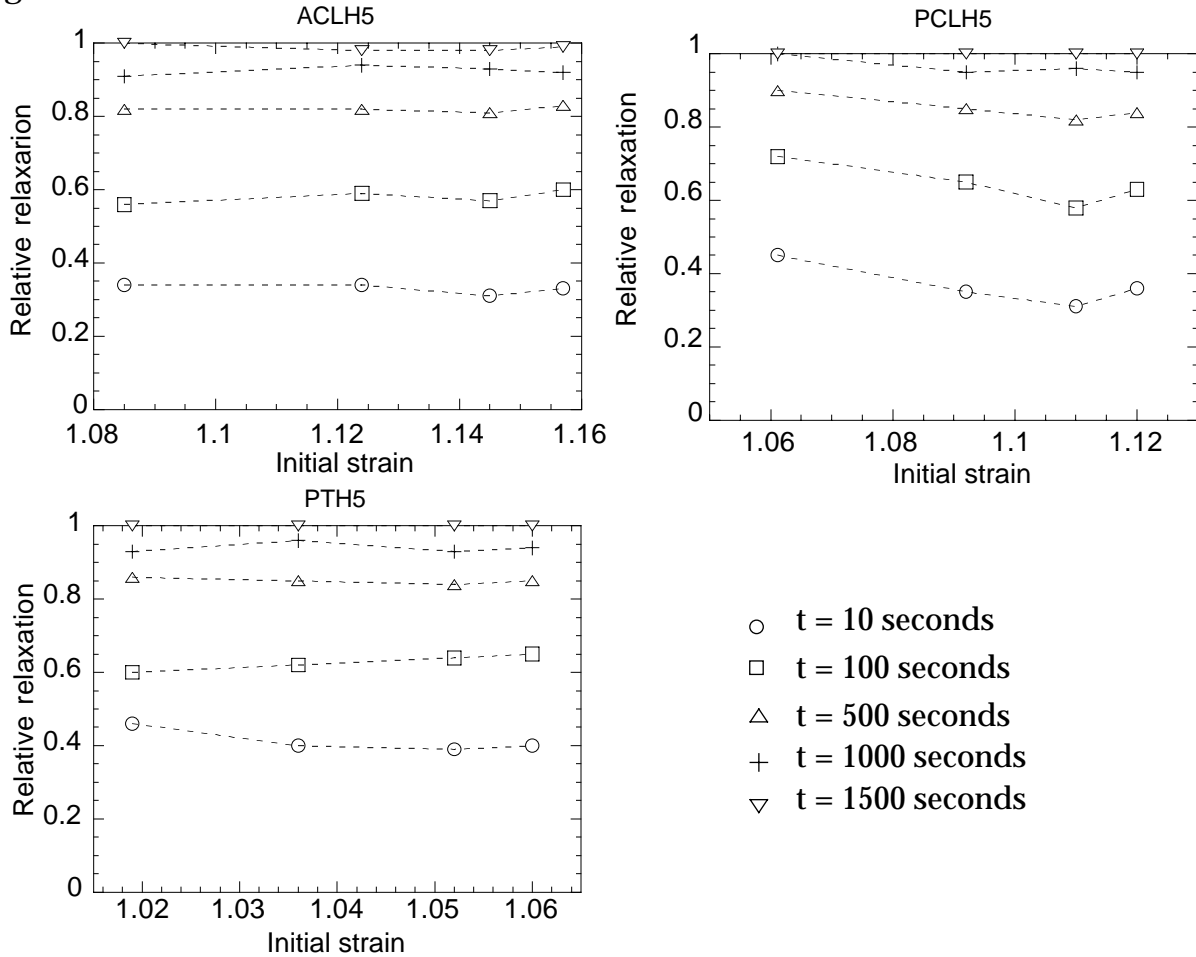 ACLH5
1
0.8
0.6
0.4
0.2
0
Relative relaxarion
1.08
1.1
1.12
1.14
1.16
Initial strain
PCLH5
1
0.8
0.6
0.4
0.2
0
Relative relaxation
1.06
1.08
1.1
1.12
Initial strain
PTH5
1
0.8
0.6
0.4
0.2
0
Relative relaxation
1.02
1.03
1.04
1.05
1.06
Initial strain
t = 10 seconds
t = 100 seconds
t = 500 seconds
t = 1000 seconds
t = 1500 seconds